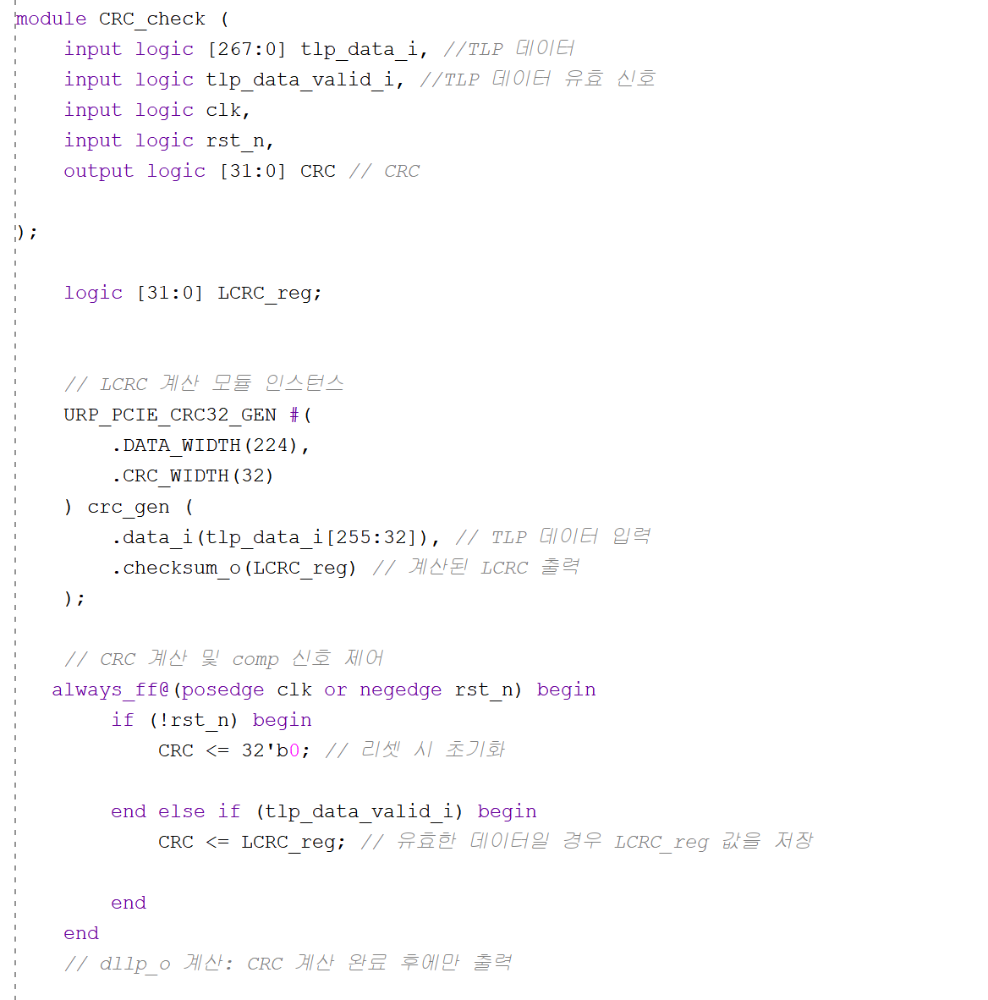 module CRC_check (
    input logic [267:0] tlp_data_i, //TLP 데이터
    input logic tlp_data_valid_i, //TLP 데이터 유효 신호
    input logic clk,
    input logic rst_n,
    output logic [31:0] CRC // CRC
);
    logic [31:0] LCRC_reg;
    // LCRC 계산 모듈 인스턴스
    URP_PCIE_CRC32_GEN #(
        .DATA_WIDTH(224),
        .CRC_WIDTH(32)
    ) crc_gen (
        .data_i(tlp_data_i[255:32]), // TLP 데이터 입력
        .checksum_o(LCRC_reg) // 계산된 LCRC 출력
    );
    // CRC 계산 및 comp 신호 제어
   always_ff@(posedge clk or negedge rst_n) begin
        if (!rst_n) begin
            CRC <= 32'b0; // 리셋 시 초기화
        end else if (tlp_data_valid_i) begin
            CRC <= LCRC_reg; // 유효한 데이터일 경우 LCRC_reg 값을 저장
        end
    end
    // dllp_o 계산: CRC 계산 완료 후에만 출력